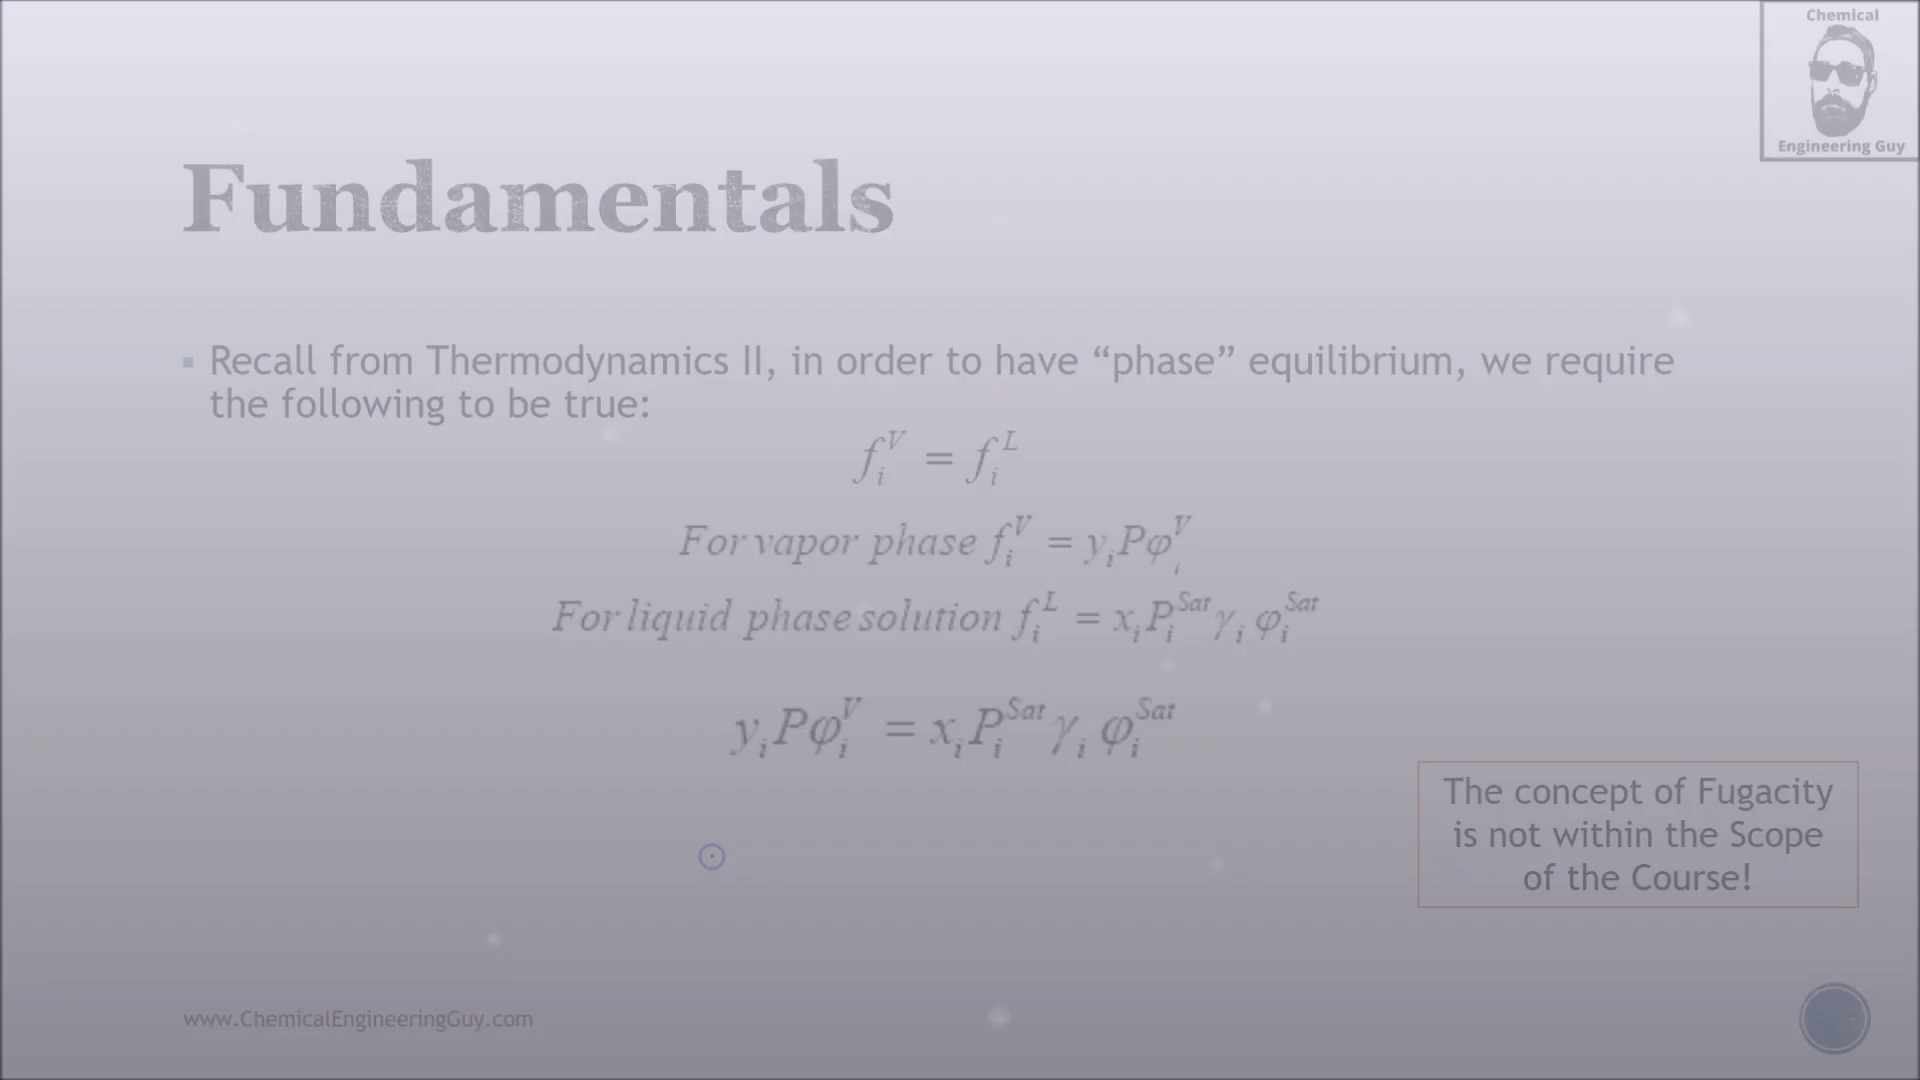 Chemical
Engineering Guy
Fundamentals
Recall from Thermodynamics II, in order to have “phase” equilibrium, we require
the following to be true:
f_i^V = f_i^L
For vapor phase f_i^V = y_i P φ_i^V
For liquid phase solution f_i^L = x_i P_i^Sat γ_i φ_i^Sat
y_i P φ_i^V = x_i P_i^Sat γ_i φ_i^Sat
The concept of Fugacity
is not within the Scope
of the Course!
www.ChemicalEngineeringGuy.com